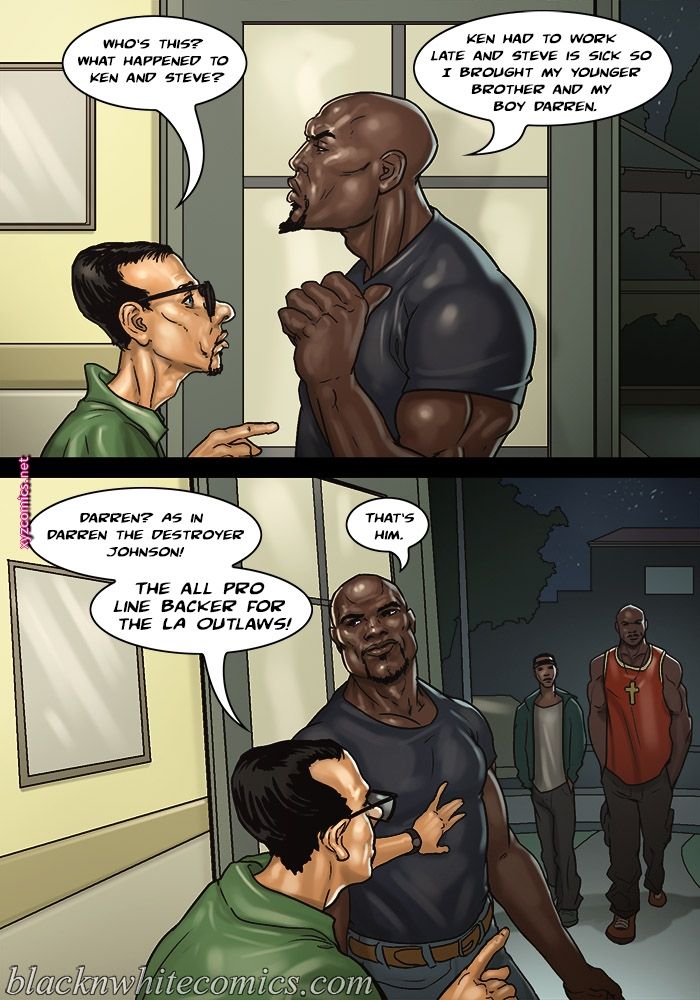 WHO'S THIS?
WHAT HAPPENED TO
KEN AND STEVE?
KEN HAD TO WORK
LATE AND STEVE IS SICK SO
I BROUGHT MY YOUNGER
BROTHER AND MY
BOY DARREN.
xyzcomics.net
DARREN? AS IN
DARREN THE DESTROYER
JOHNSON!
THE ALL PRO
LINE BACKER FOR
THE LA OUTLAWS!
THAT'S
HIM.
blacknwhitecomics.com